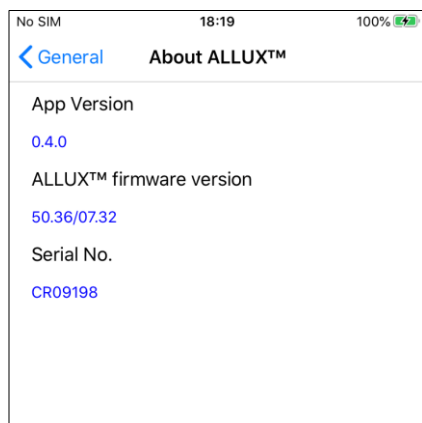 No SIM 18:19 100%
General About ALLUX™
App Version
0.4.0
ALLUX™ firmware version
50.36/07.32
Serial No.
CR09198